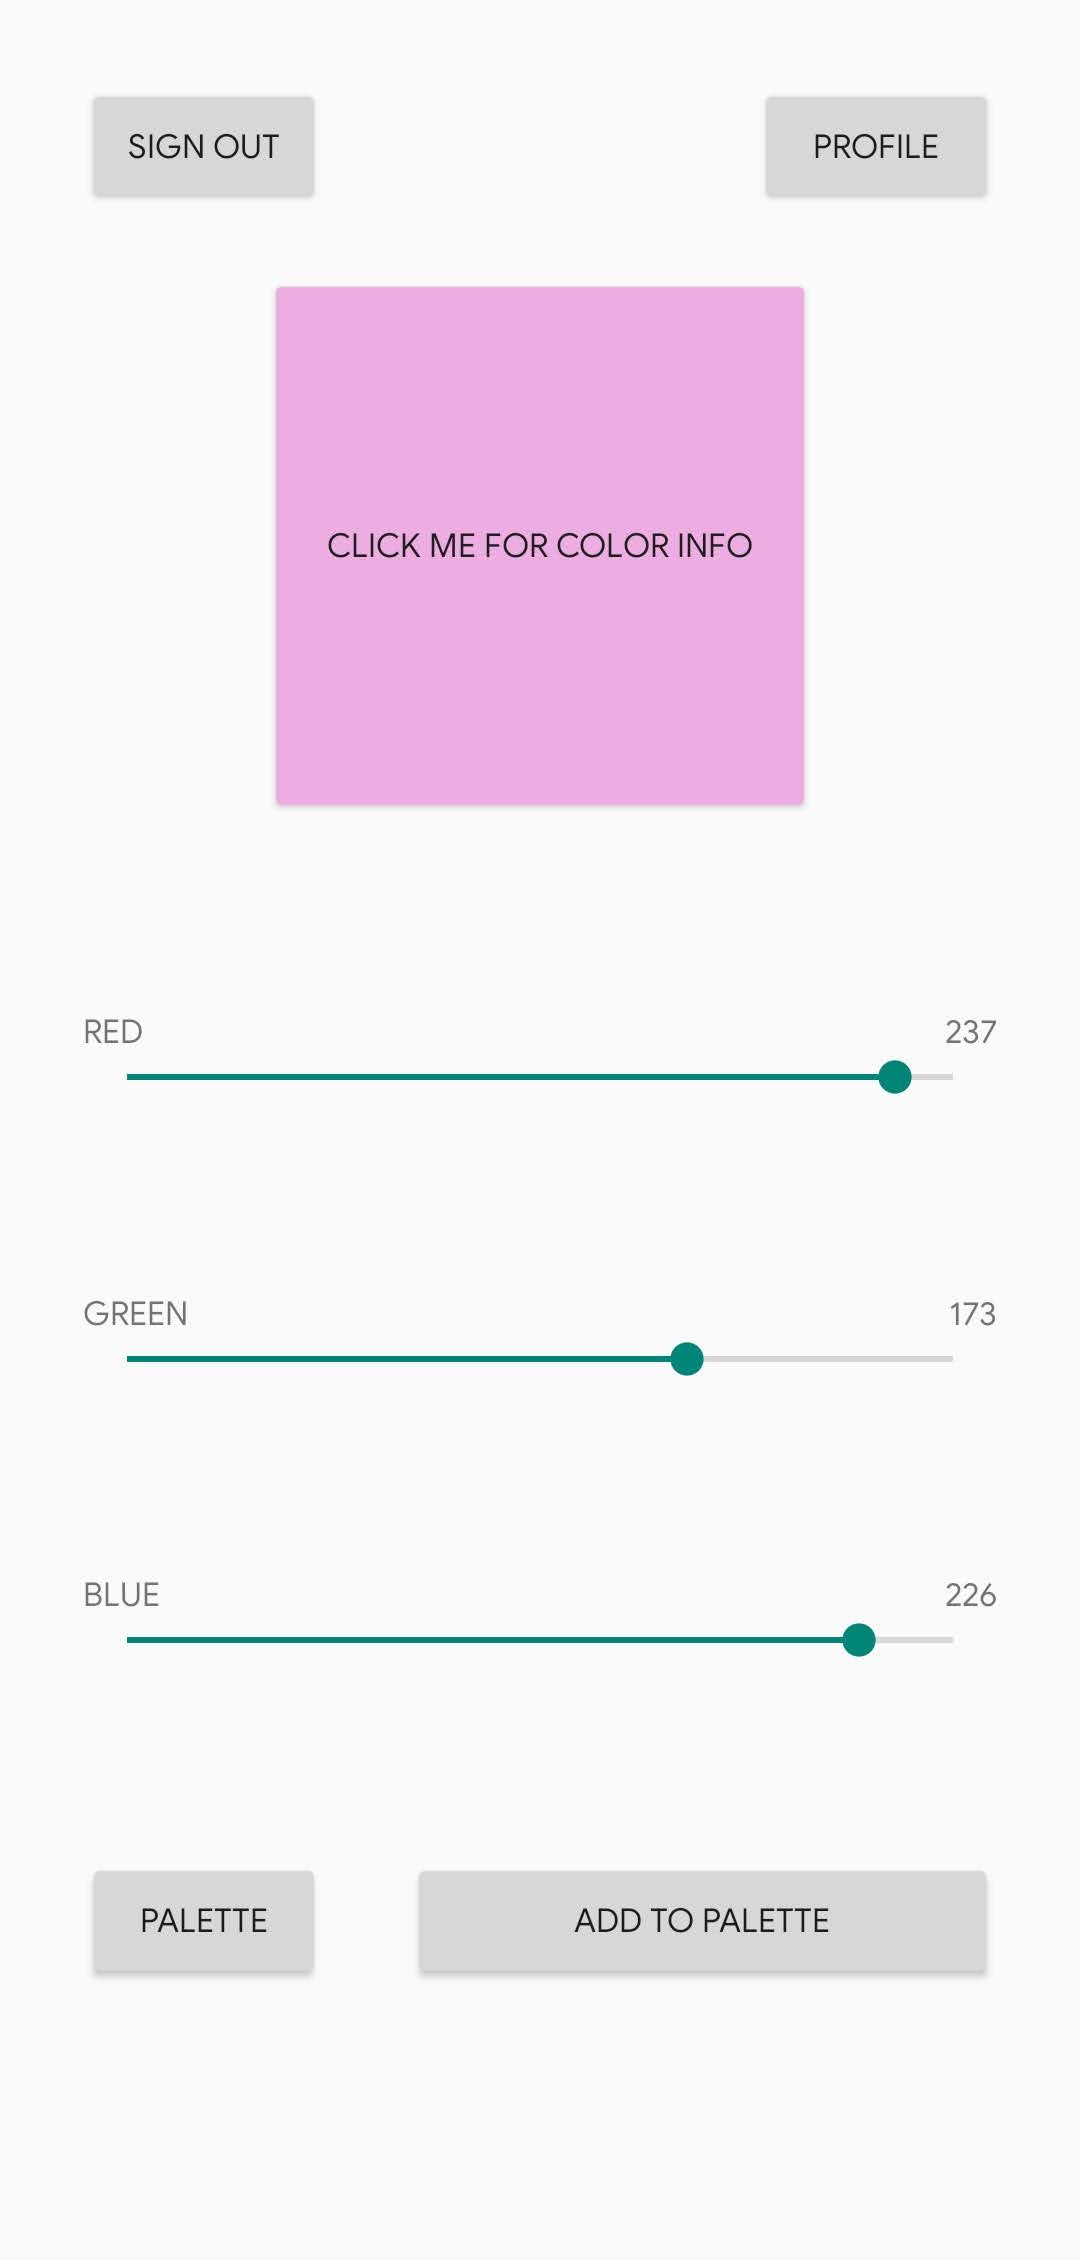 SIGN OUT
PROFILE
CLICK ME FOR COLOR INFO
RED
237
GREEN
173
BLUE
226
PALETTE
ADD TO PALETTE